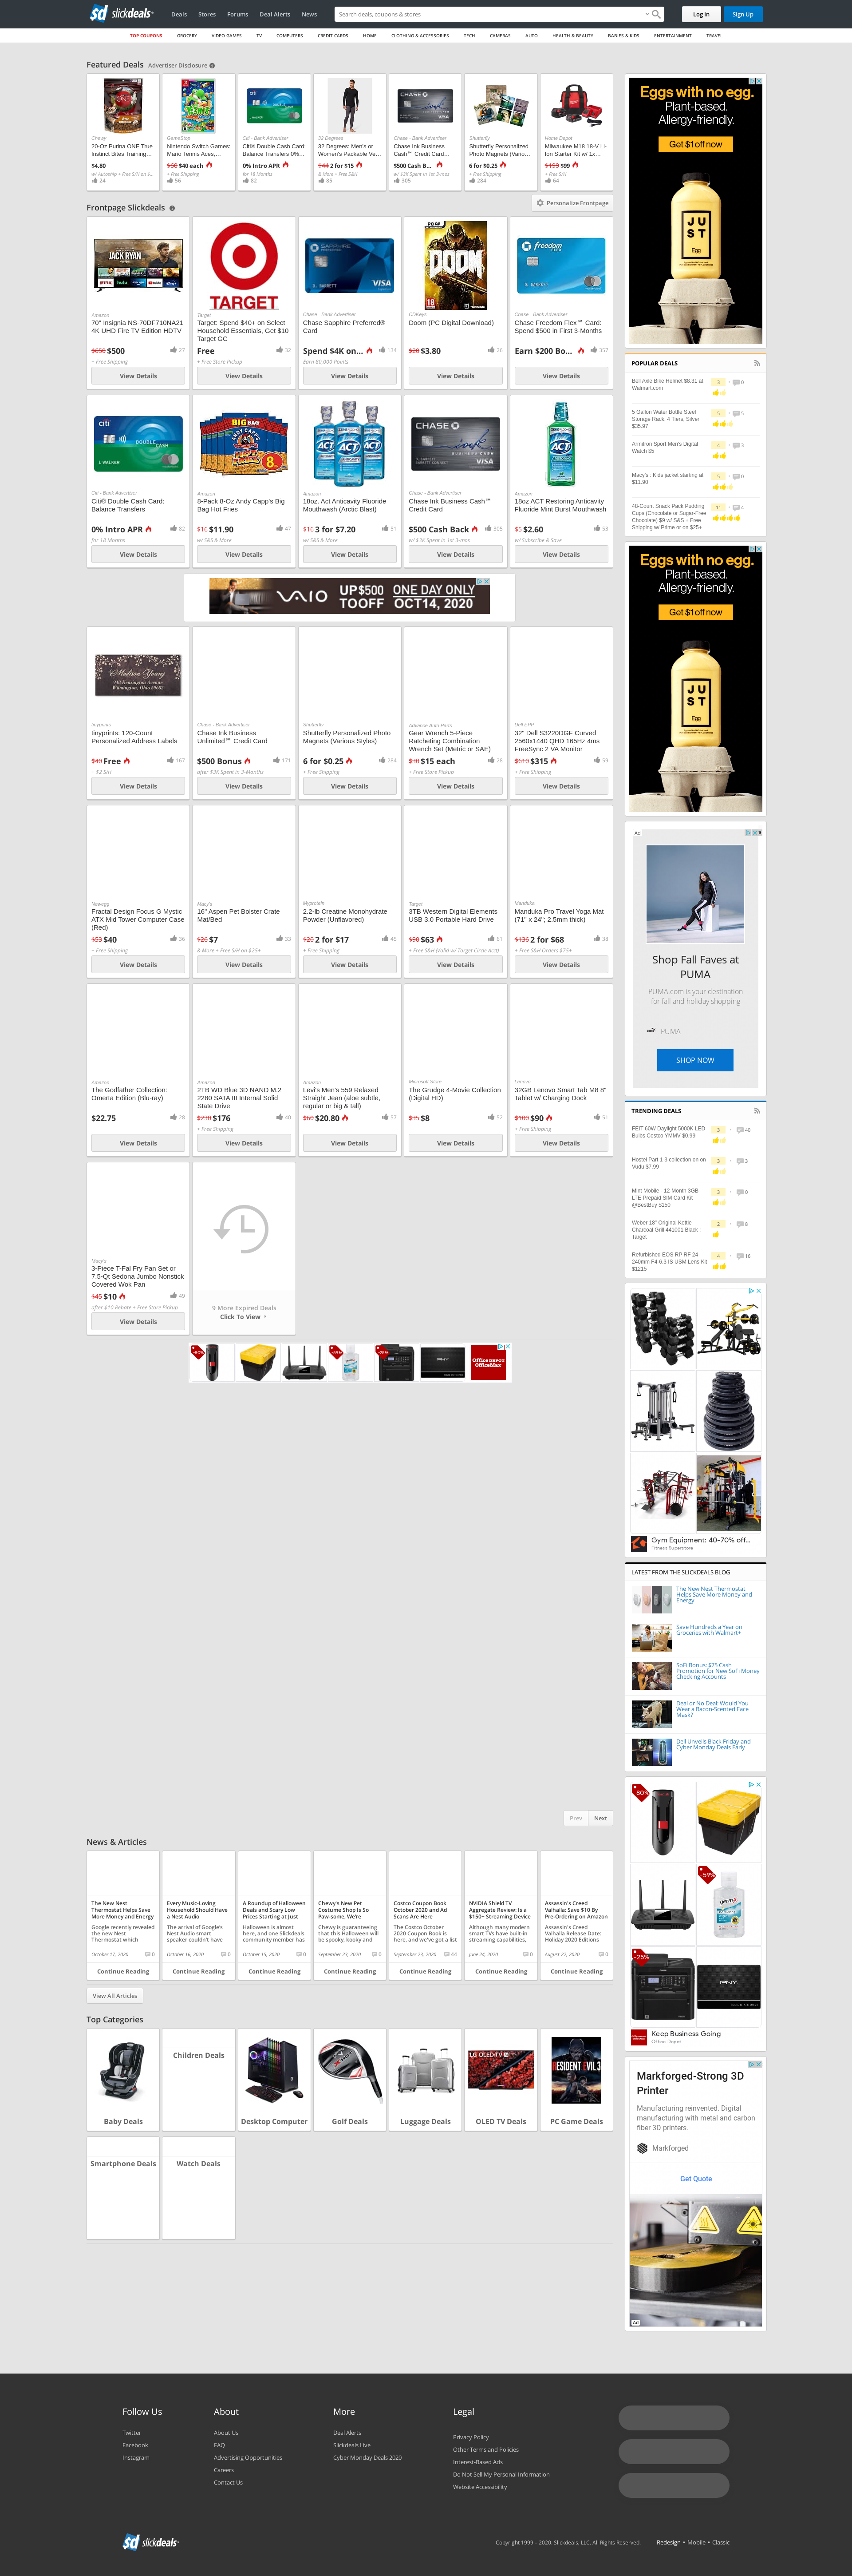 sd slickdeals
Deals
Stores
Forums
Deal Alerts
News
Search deals, coupons & stores
Log In
Sign Up
TOP COUPONS
GROCERY
VIDEO GAMES
TV
COMPUTERS
CREDIT CARDS
HOME
CLOTHING & ACCESSORIES
TECH
CAMERAS
AUTO
HEALTH & BEAUTY
BABIES & KIDS
ENTERTAINMENT
TRAVEL
Featured Deals
Advertiser Disclosure
Chewy
20-Oz Purina ONE True
Instinct Bites Training...
$4.80
w/ Autoship + Free S/H on $...
24
GameStop
Nintendo Switch Games:
Mario Tennis Aces,...
$60 $40 each
+ Free Shipping
56
Citi - Bank Advertiser
Citi® Double Cash Card:
Balance Transfers 0%...
0% Intro APR
for 18 Months
82
32 Degrees
32 Degrees: Men's or
Women's Packable Ve...
$44 2 for $15
& More + Free S&H
85
Chase - Bank Advertiser
Chase Ink Business
Cash℠ Credit Card...
$500 Cash B...
w/ $3K Spent in 1st 3-mos
305
Shutterfly
Shutterfly Personalized
Photo Magnets (Vario...
6 for $0.25
+ Free Shipping
284
Home Depot
Milwaukee M18 18-V Li-
Ion Starter Kit w/ 1x...
$199 $99
+ free S/H
64
Frontpage Slickdeals
Personalize Frontpage
Amazon
70" Insignia NS-70DF710NA21
4K UHD Fire TV Edition HDTV
$650 $500
27
+ Free Shipping
View Details
TARGET
Target
Target: Spend $40+ on Select
Household Essentials, Get $10
Target GC
Free
32
+ Free Store Pickup
View Details
Chase - Bank Advertiser
Chase Sapphire Preferred®
Card
Spend $4K on...
134
Earn 80,000 Points
View Details
DOOM
CDKeys
Doom (PC Digital Download)
$20 $3.80
26
View Details
freedom
FLEX
Chase - Bank Advertiser
Chase Freedom Flex℠ Card:
Spend $500 in First 3-Months
Earn $200 Bo...
357
View Details
citi
DOUBLE
CASH
L WALKER
Citi - Bank Advertiser
Citi® Double Cash Card:
Balance Transfers
0% Intro APR
82
for 18 Months
View Details
BIG
BAG
8
Amazon
8-Pack 8-Oz Andy Capp's Big
Bag Hot Fries
$16 $11.90
47
w/ S&S & More
View Details
ACT
Amazon
18oz. Act Anticavity Fluoride
Mouthwash (Arctic Blast)
$16 3 for $7.20
51
w/ S&S & More
View Details
CHASE
VISA
Chase - Bank Advertiser
Chase Ink Business Cash℠
Credit Card
$500 Cash Back
305
w/ $3K Spent in 1st 3-mos
View Details
ACT
Amazon
18oz ACT Restoring Anticavity
Fluoride Mint Burst Mouthwash
$5 $2.60
53
w/ Subscribe & Save
View Details
VAIO
UP $500
TO OFF
ONE DAY ONLY
OCT 14, 2020
Madison Young
tinyprints
tinyprints: 120-Count
Personalized Address Labels
$40 Free
167
+ $2 S/H
View Details
Chase - Bank Advertiser
Chase Ink Business
Unlimited℠ Credit Card
$500 Bonus
171
after $3K Spent in 3-Months
View Details
Shutterfly
Shutterfly Personalized Photo
Magnets (Various Styles)
6 for $0.25
284
+ Free Shipping
View Details
Advance Auto Parts
Gear Wrench 5-Piece
Ratcheting Combination
Wrench Set (Metric or SAE)
$30 $15 each
28
+ Free Store Pickup
View Details
Dell EPP
32" Dell S3220DGF Curved
2560x1440 QHD 165Hz 4ms
FreeSync 2 VA Monitor
$610 $315
59
+ Free Shipping
View Details
Newegg
Fractal Design Focus G Mystic
ATX Mid Tower Computer Case
(Red)
$53 $40
36
+ Free Shipping
View Details
Macy's
16" Aspen Pet Bolster Crate
Mat/Bed
$26 $7
33
& More + Free S/H on $25+
View Details
Myprotein
2.2-lb Creatine Monohydrate
Powder (Unflavored)
$20 2 for $17
45
+ Free Shipping
View Details
Target
3TB Western Digital Elements
USB 3.0 Portable Hard Drive
$90 $63
61
+ Free S&H (Valid w/ Target Circle Acct)
View Details
Manduka
Manduka Pro Travel Yoga Mat
(71" x 24"; 2.5mm thick)
$136 2 for $68
38
+ Free S&H Orders $75+
View Details
Amazon
The Godfather Collection:
Omerta Edition (Blu-ray)
$22.75
28
View Details
Amazon
2TB WD Blue 3D NAND M.2
2280 SATA III Internal Solid
State Drive
$230 $176
40
+ Free Shipping
View Details
Amazon
Levi's Men's 559 Relaxed
Straight Jean (aloe subtle,
regular or big & tall)
$60 $20.80
57
View Details
Microsoft Store
The Grudge 4-Movie Collection
(Digital HD)
$35 $8
52
View Details
Lenovo
32GB Lenovo Smart Tab M8 8"
Tablet w/ Charging Dock
$100 $90
51
+ Free Shipping
View Details
Macy's
3-Piece T-Fal Fry Pan Set or
7.5-Qt Sedona Jumbo Nonstick
Covered Wok Pan
$45 $10
49
after $10 Rebate + Free Store Pickup
View Details
9 More Expired Deals
Click To View
Office DEPOT
OfficeMax
Prev
Next
News & Articles
The New Nest
Thermostat Helps Save
More Money and Energy
Google recently revealed
the new Nest
Thermostat which
October 17, 2020
0
Continue Reading
Every Music-Loving
Household Should Have
a Nest Audio
The arrival of Google's
Nest Audio smart
speaker couldn't have
October 16, 2020
0
Continue Reading
A Roundup of Halloween
Deals and Scary Low
Prices Starting at Just
Halloween is almost
here, and one Slickdeals
community member has
October 15, 2020
0
Continue Reading
Chewy's New Pet
Costume Shop Is So
Paw-some, We're
Chewy is guaranteeing
that this Halloween will
be spooky, kooky and
September 23, 2020
0
Continue Reading
Costco Coupon Book
October 2020 and Ad
Scans Are Here
The Costco October
2020 Coupon Book is
here, and we've got a list
September 23, 2020
44
Continue Reading
NVIDIA Shield TV
Aggregate Review: Is a
$150+ Streaming Device
Although many modern
smart TVs have built-in
streaming capabilities,
June 24, 2020
0
Continue Reading
Assassin's Creed
Valhalla: Save $10 By
Pre-Ordering on Amazon
Assassin's Creed
Valhalla Release Date:
Holiday 2020 Editions
August 22, 2020
0
Continue Reading
View All Articles
Top Categories
Baby Deals
Children Deals
Desktop Computer
Golf Deals
Luggage Deals
LG OLED TV
OLED TV Deals
RESIDENT EVIL 3
PC Game Deals
Smartphone Deals
Watch Deals
Eggs with no egg.
Plant-based.
Allergy-friendly.
Get $1 off now
JUST
Egg
POPULAR DEALS
Bell Axle Bike Helmet $8.31 at
Walmart.com
3
0
5 Gallon Water Bottle Steel
Storage Rack, 4 Tiers, Silver
$35.97
5
5
Armitron Sport Men's Digital
Watch $5
4
3
Macy's : Kids jacket starting at
$11.90
5
0
48-Count Snack Pack Pudding
Cups (Chocolate or Sugar-Free
Chocolate) $9 w/ S&S + Free
Shipping w/ Prime or on $25+
11
4
Eggs with no egg.
Plant-based.
Allergy-friendly.
Get $1 off now
JUST
Egg
Ad
Shop Fall Faves at
PUMA
PUMA.com is your destination
for fall and holiday shopping
PUMA
SHOP NOW
TRENDING DEALS
FEIT 60W Daylight 5000K LED
Bulbs Costco YMMV $0.99
3
40
Hostel Part 1-3 collection on on
Vudu $7.99
3
3
Mint Mobile - 12-Month 3GB
LTE Prepaid SIM Card Kit
@BestBuy $150
3
0
Weber 18" Original Kettle
Charcoal Grill 441001 Black :
Target
2
8
Refurbished EOS RP RF 24-
240mm F4-6.3 IS USM Lens Kit
$1215
4
16
Gym Equipment: 40-70% off...
Fitness Superstore
LATEST FROM THE SLICKDEALS BLOG
The New Nest Thermostat
Helps Save More Money and
Energy
Save Hundreds a Year on
Groceries with Walmart+
SoFi Bonus: $75 Cash
Promotion for New SoFi Money
Checking Accounts
Deal or No Deal: Would You
Wear a Bacon-Scented Face
Mask?
Dell Unveils Black Friday and
Cyber Monday Deals Early
-80%
-59%
-25%
PNY
Keep Business Going
Office Depot
Markforged-Strong 3D
Printer
Manufacturing reinvented. Digital
manufacturing with metal and carbon
fiber 3D printers.
Markforged
Get Quote
Ad
Follow Us
Twitter
Facebook
Instagram
About
About Us
FAQ
Advertising Opportunities
Careers
Contact Us
More
Deal Alerts
Slickdeals Live
Cyber Monday Deals 2020
Legal
Privacy Policy
Other Terms and Policies
Interest-Based Ads
Do Not Sell My Personal Information
Website Accessibility
sd slickdeals
Copyright 1999 - 2020. Slickdeals, LLC. All Rights Reserved.
Redesign • Mobile • Classic